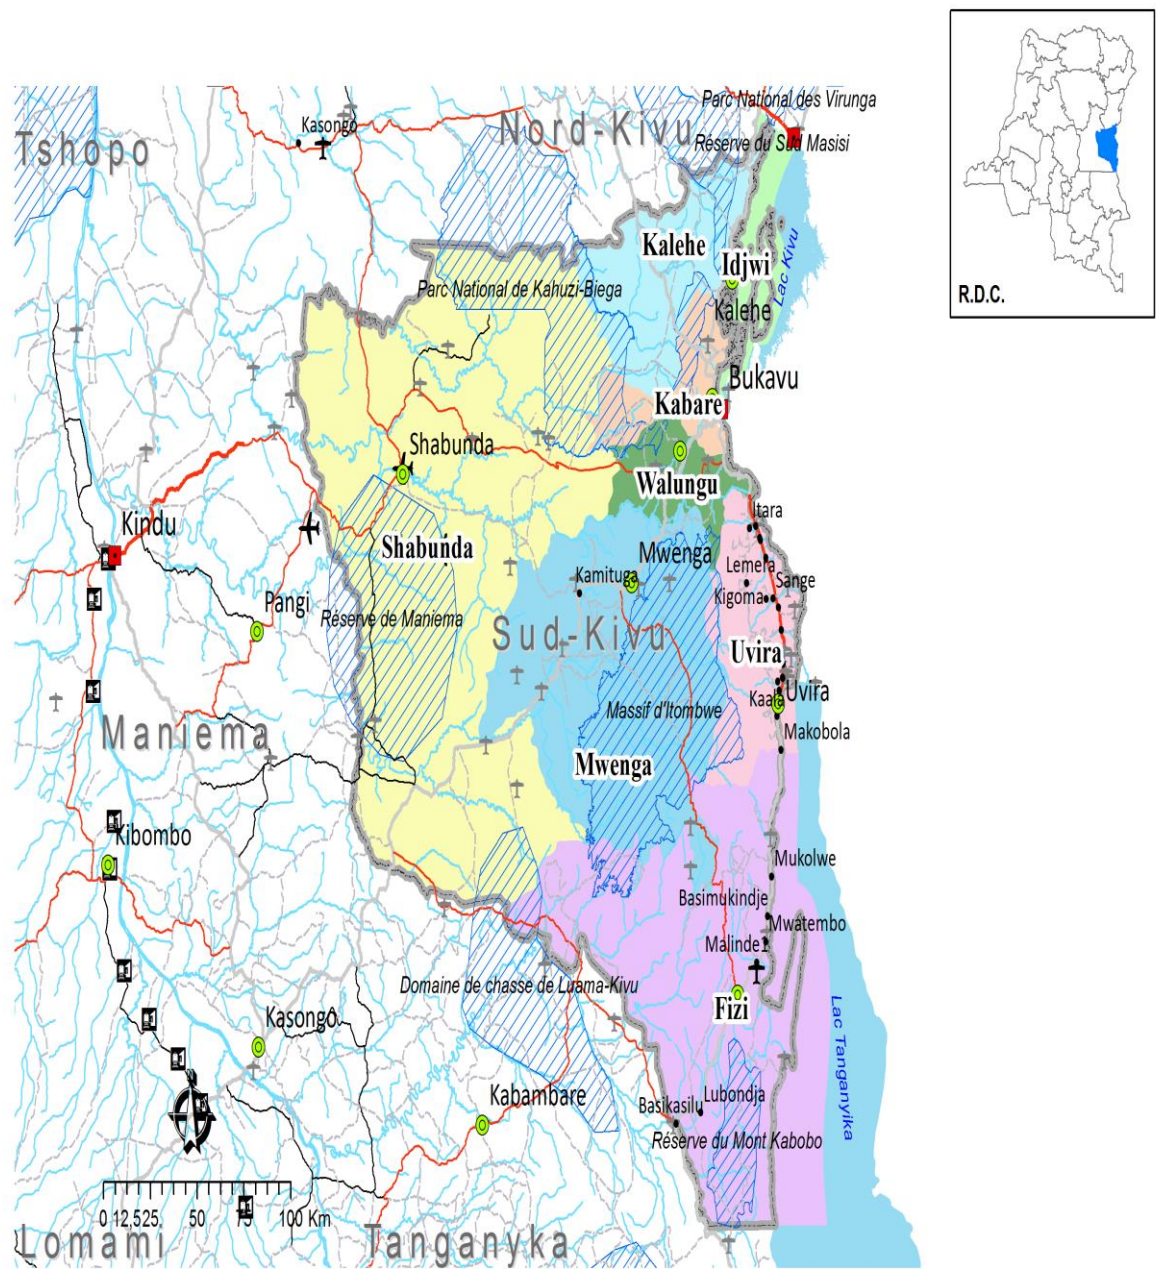 Parc National des Virunga
Kasongo
Nord-Kivu
Réserve du Sud Masisi
Tshopo
Kalehe
Idjwi
Lac Kivu
Parc National de Kahuzi-Biega
Kalehe
R.D.C.
Bukavu
Kabare
Shabunda
Walungu
Itara
Kindu
Shabunda
Mwenga
Lemera
Kamituga
Sange
Kigoma
Pangi
Réserve de Maniema
Sud-Kivu
Uvira
Kaala
Uvira
Massif d'Itombwe
Maniema
Makobola
Mwenga
Kibombo
Mukolwe
Basimukindje
Mwatembo
Malinde1
Domaine de chasse de Luama-Kivu
Fizi
Kasongo
Lac Tanganyika
Kabambare
Lubondja
Basikasilu
Réserve du Mont Kabobo
0 12,525 50 75 100 Km
Lomami
Tanganyka